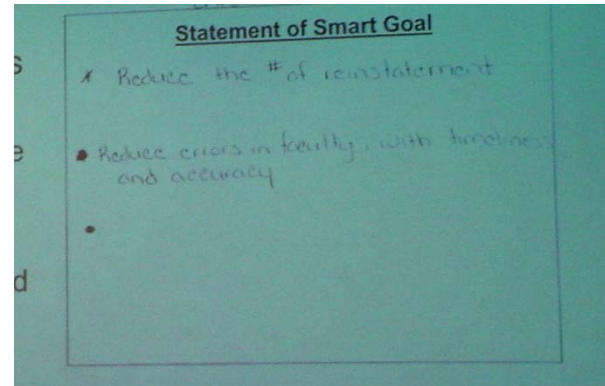 s
Statement of Smart Goal
* Reduce the # of reinstatement
e
• Reduce errors in faculty, with timeliness
and accuracy
•
d